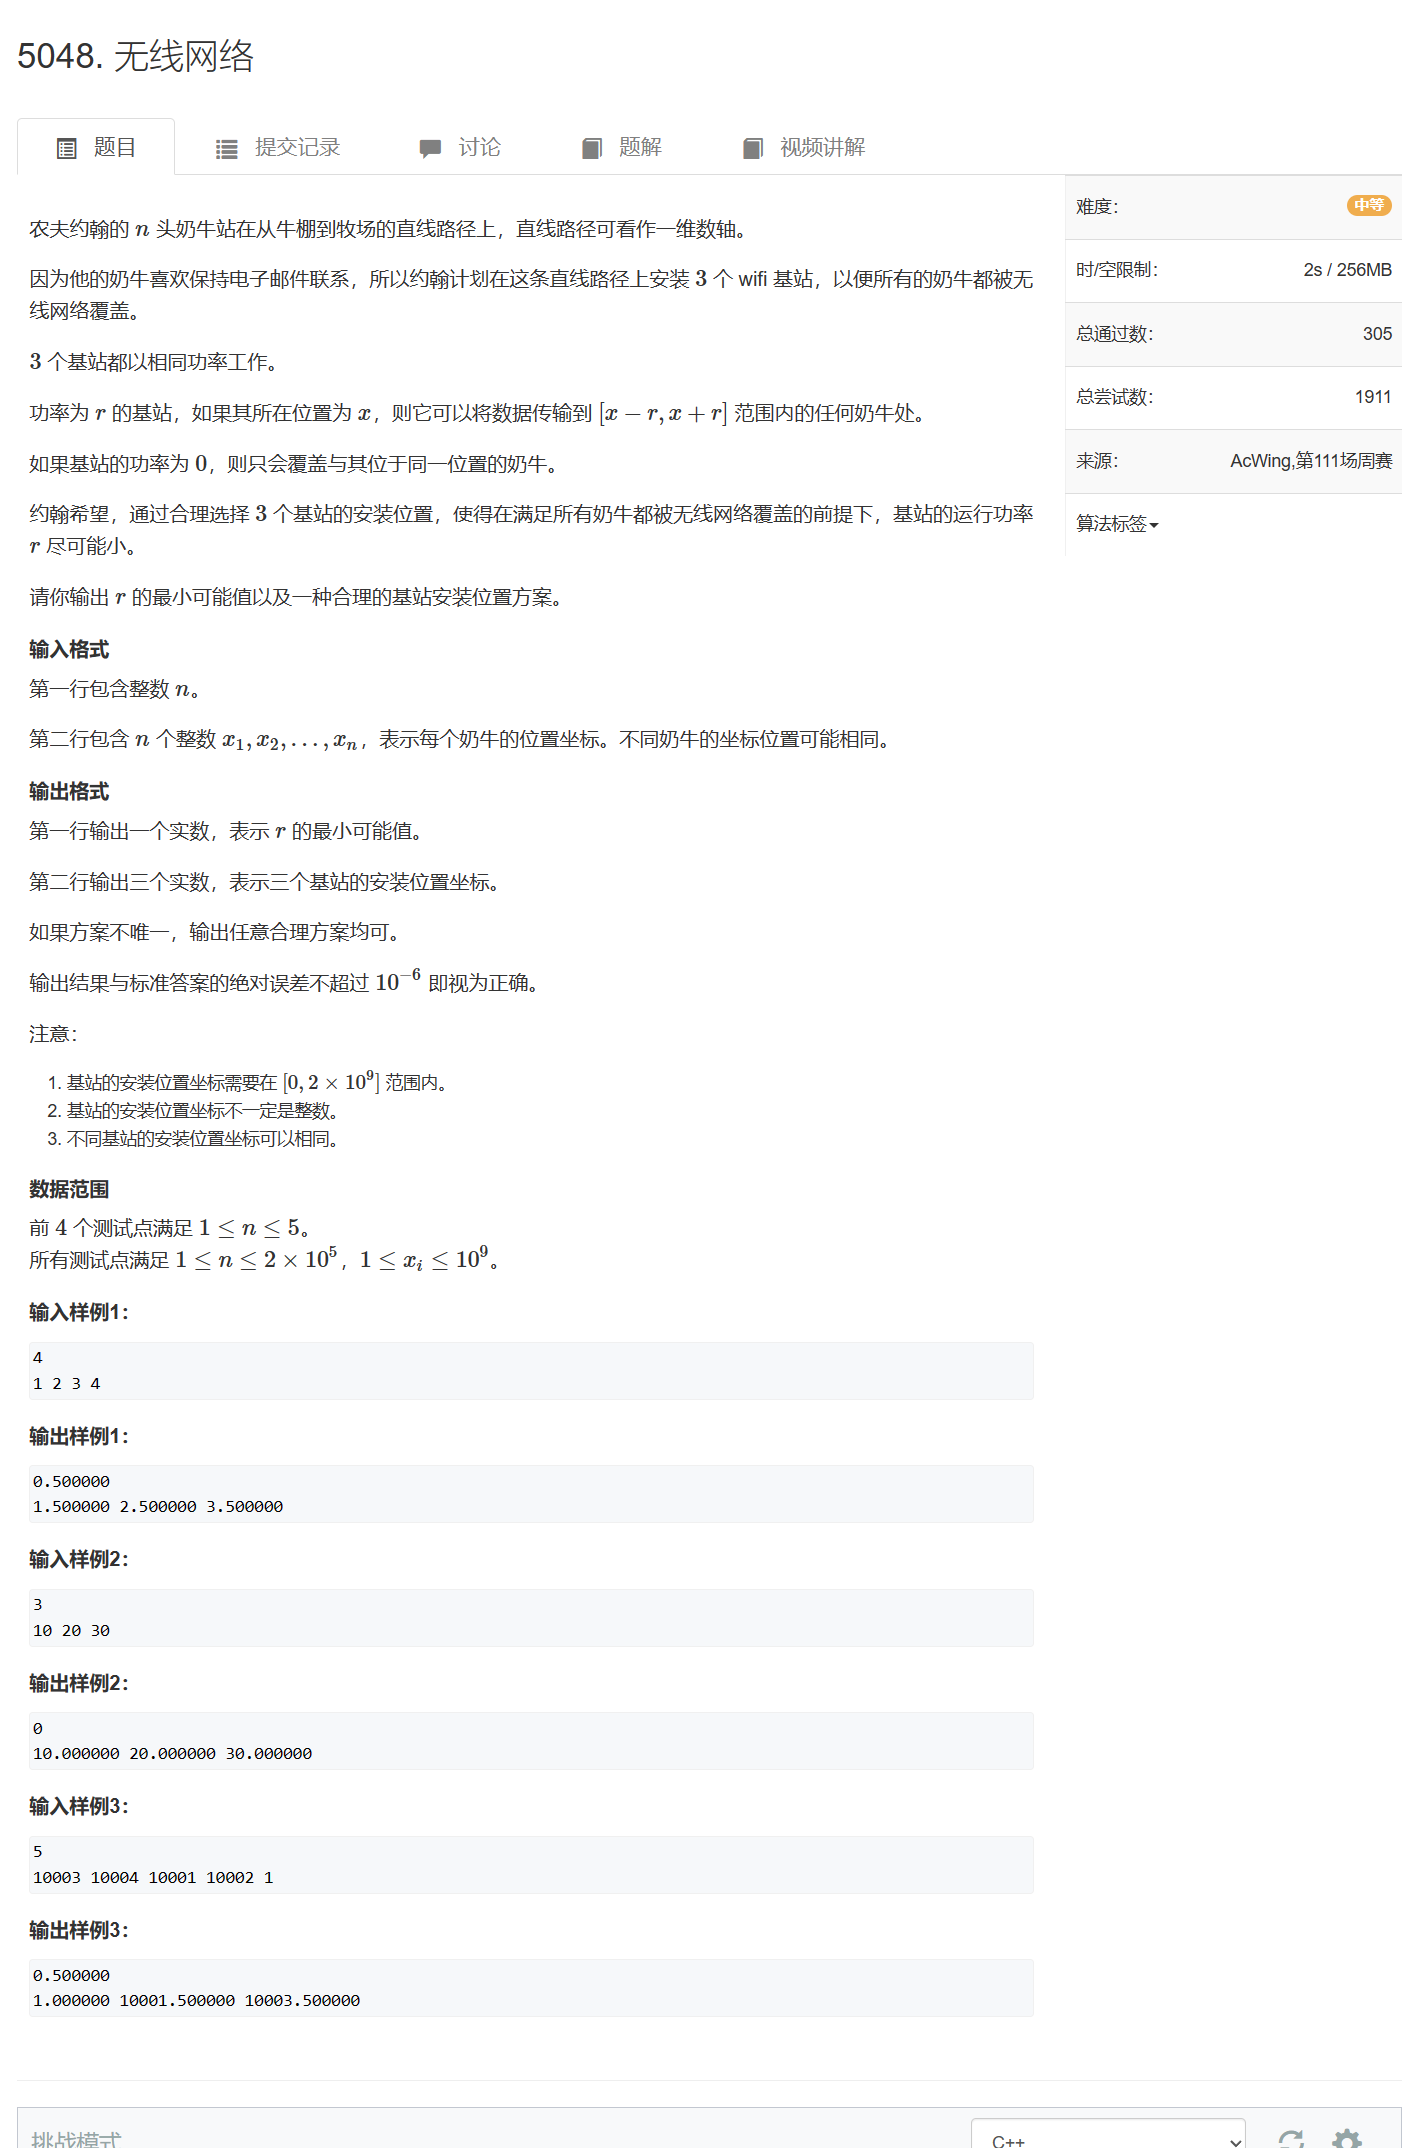 5048. 无线网络
题目 提交记录 讨论 题解 视频讲解
农夫约翰的 n 头奶牛站在从牛棚到牧场的直线路径上，直线路径可看作一维数轴。
因为他的奶牛喜欢保持电子邮件联系，所以约翰计划在这条直线路径上安装 3 个 wifi 基站，以便所有的奶牛都被无
线网络覆盖。
3 个基站都以相同功率工作。
功率为 r 的基站，如果其所在位置为 x，则它可以将数据传输到 [x − r, x + r] 范围内的任何奶牛处。
如果基站的功率为 0，则只会覆盖与其位于同一位置的奶牛。
约翰希望，通过合理选择 3 个基站的安装位置，使得在满足所有奶牛都被无线网络覆盖的前提下，基站的运行功率
r 尽可能小。
请你输出 r 的最小可能值以及一种合理的基站安装位置方案。
输入格式
第一行包含整数 n。
第二行包含 n 个整数 x₁, x₂, . . . , xₙ，表示每个奶牛的位置坐标。不同奶牛的坐标位置可能相同。
输出格式
第一行输出一个实数，表示 r 的最小可能值。
第二行输出三个实数，表示三个基站的安装位置坐标。
如果方案不唯一，输出任意合理方案均可。
输出结果与标准答案的绝对误差不超过 10⁻⁶ 即视为正确。
注意：
1. 基站的安装位置坐标需要在 [0, 2 × 10⁹] 范围内。
2. 基站的安装位置坐标不一定是整数。
3. 不同基站的安装位置坐标可以相同。
数据范围
前 4 个测试点满足 1 ≤ n ≤ 5。
所有测试点满足 1 ≤ n ≤ 2 × 10⁵，1 ≤ xᵢ ≤ 10⁹。
输入样例1：
4
1 2 3 4
输出样例1：
0.500000
1.500000 2.500000 3.500000
输入样例2：
3
10 20 30
输出样例2：
0
10.000000 20.000000 30.000000
输入样例3：
5
10003 10004 10001 10002 1
输出样例3：
0.500000
1.000000 10001.500000 10003.500000
难度： 中等
时/空限制： 2s / 256MB
总通过数： 305
总尝试数： 1911
来源： AcWing,第111场周赛
算法标签
挑战模式 C++